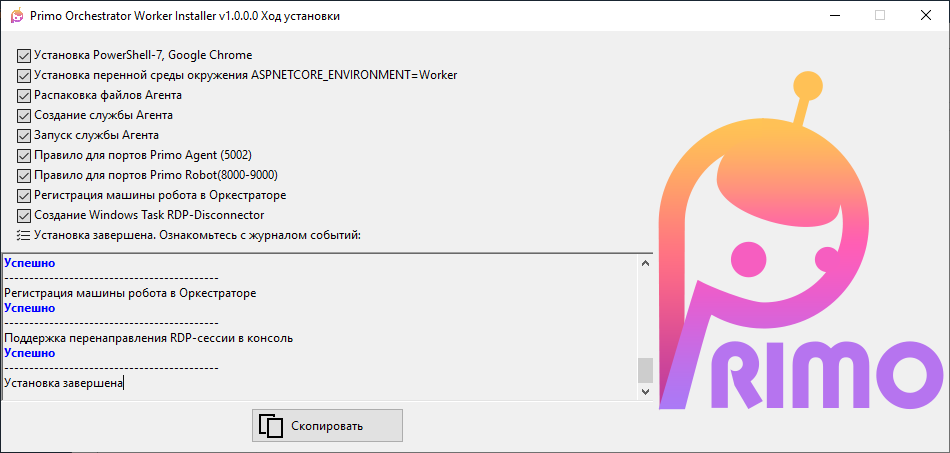 Primo Orchestrator Worker Installer v1.0.0.0 Ход установки
Установка PowerShell-7, Google Chrome
Установка перенной среды окружения ASPNETCORE_ENVIRONMENT=Worker
Распаковка файлов Агента
Создание службы Агента
Запуск службы Агента
Правило для портов Primo Agent (5002)
Правило для портов Primo Robot(8000-9000)
Регистрация машины робота в Оркестраторе
Создание Windows Task RDP-Disconnector
Установка завершена. Ознакомьтесь с журналом событий:
Успешно
-------------------------------------------
Регистрация машины робота в Оркестраторе
Успешно
-------------------------------------------
Поддержка перенаправления RDP-сессии в консоль
Успешно
-------------------------------------------
Установка завершена
Скопировать
PRIMO